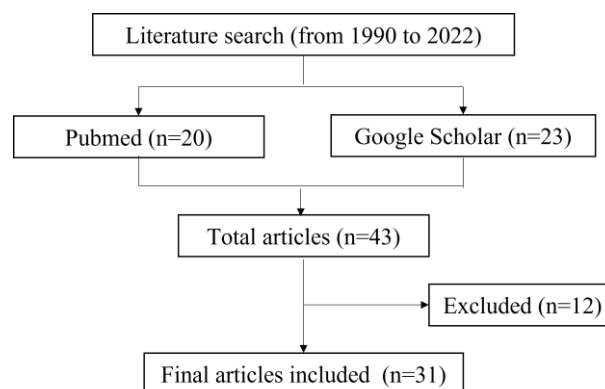 Literature search (from 1990 to 2022)
Pubmed (n=20)
Google Scholar (n=23)
Total articles (n=43)
Excluded (n=12)
Final articles included (n=31)